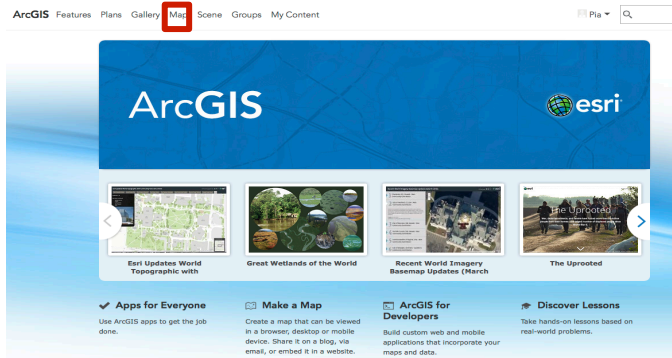 ArcGIS Features Plans Gallery Map Scene Groups My Content Pia
ArcGIS
esri
esri
The Uprooted
Esri Updates World
Topographic with
Great Wetlands of the World
Recent World Imagery
Basemap Updates (March
The Uprooted
Apps for Everyone
Use ArcGIS apps to get the job
done.
Make a Map
Create a map that can be viewed
in a browser, desktop or mobile
device. Share it on a blog, via
email, or embed it in a website.
ArcGIS for
Developers
Build custom web and mobile
applications that incorporate your
maps and data.
Discover Lessons
Take hands-on lessons based on
real-world problems.